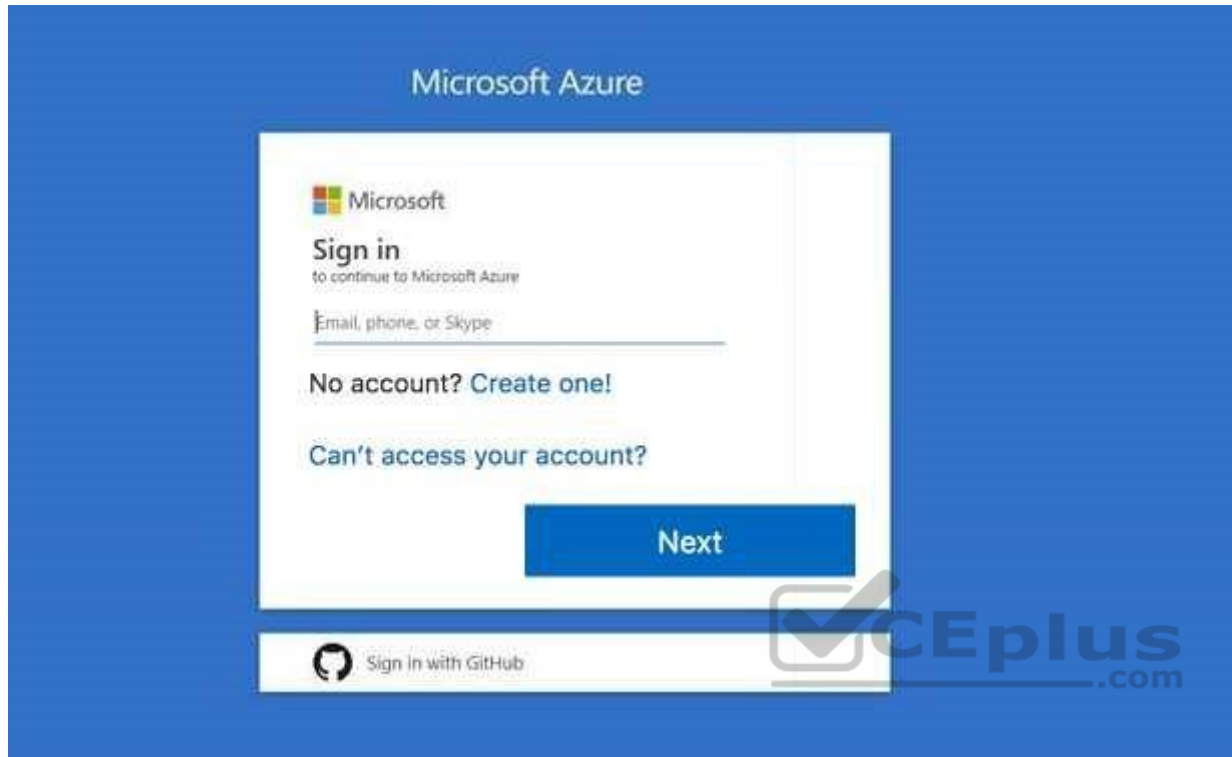 Microsoft Azure
Microsoft
Sign in
to continue to Microsoft Azure
Email, phone, or Skype
No account? Create one!
Can't access your account?
Next
Sign in with GitHub
CEplus
.com